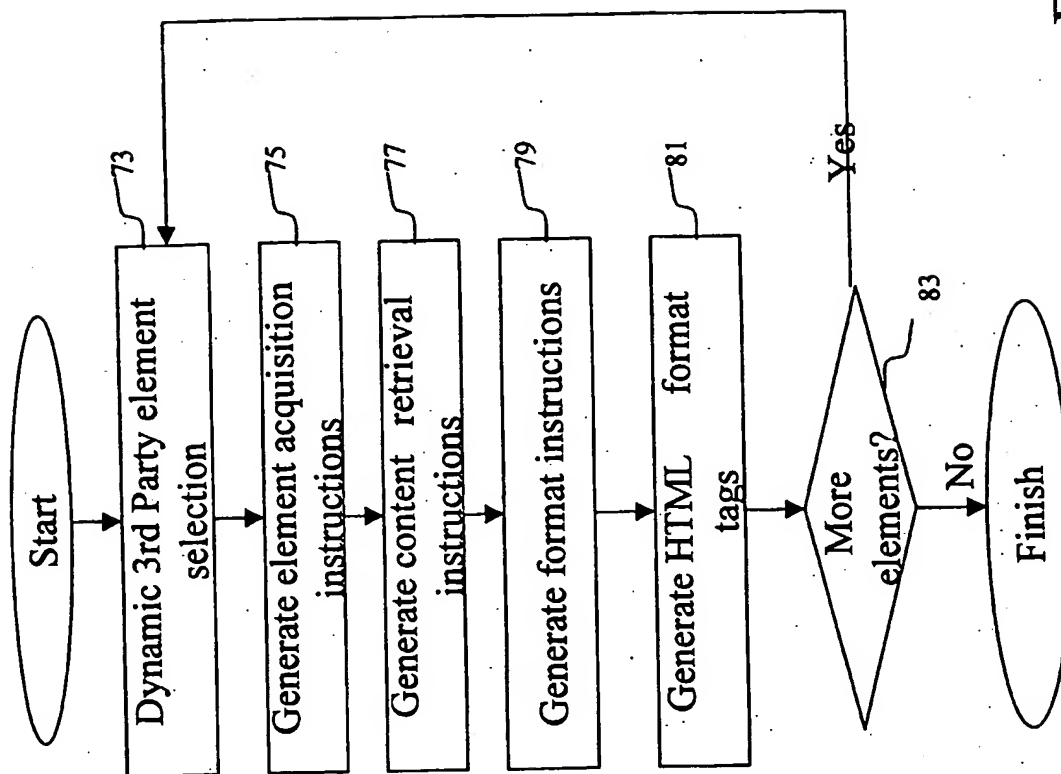 Start
73
Dynamic 3rd Party element
selection
75
Generate element acquisition
instructions
77
Generate content retrieval
instructions
79
Generate format instructions
81
Generate HTML format
tags
More
elements?
83
Yes
No
Finish